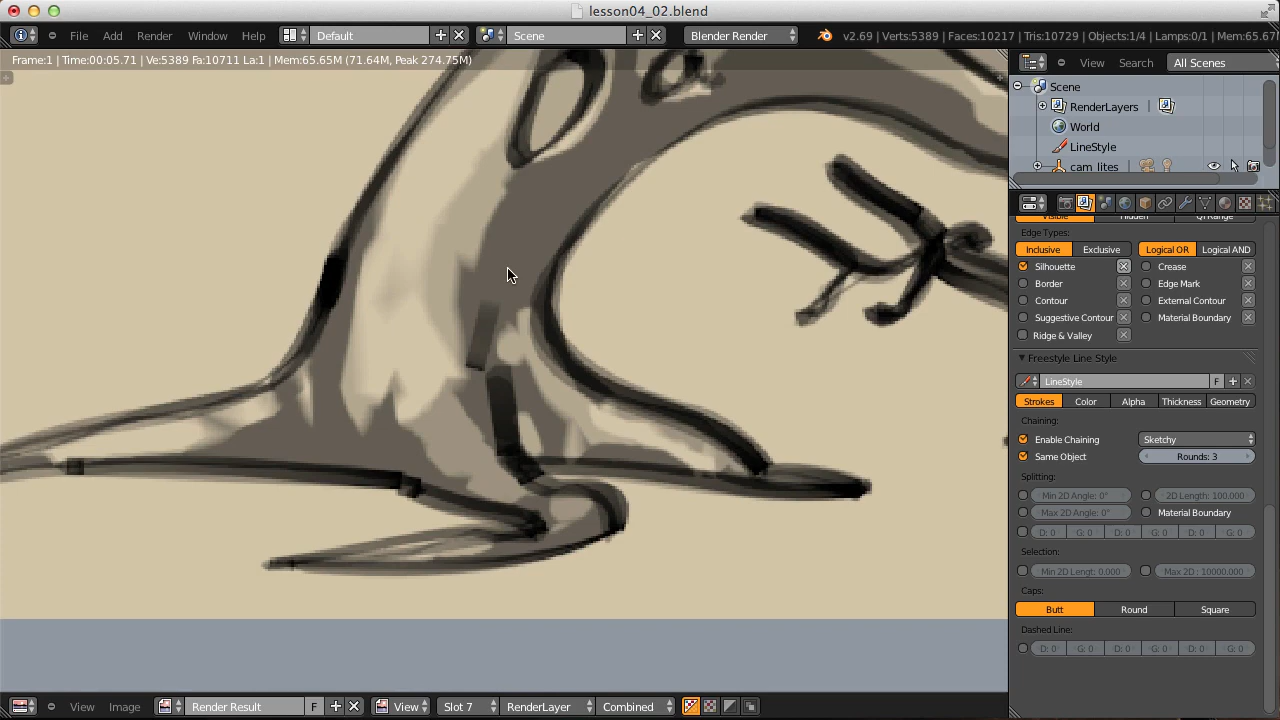 lesson04_02.blend
File Add Render Window Help Default Scene Blender Render v2.69 | Verts:5389 | Faces:10217 | Tris:10729 | Objects:1/4 | Lamps:0/1 | Mem:65.67
Frame:1 | Time:00:05.71 | Ve:5389 Fa:10711 La:1 | Mem:65.65M (71.64M, Peak 274.75M)
View Search All Scenes
Scene
RenderLayers
World
LineStyle
cam_lites
Visible Hidden QI Range
Edge Types:
Inclusive Exclusive Logical OR Logical AND
Silhouette Crease
Border Edge Mark
Contour External Contour
Suggestive Contour Material Boundary
Ridge & Valley
Freestyle Line Style
LineStyle F
Strokes Color Alpha Thickness Geometry
Chaining:
Enable Chaining Sketchy
Same Object Rounds: 3
Splitting:
Min 2D Angle: 0° 2D Length: 100.000
Max 2D Angle: 0° Material Boundary
D: 0 G: 0 D: 0 G: 0 D: 0 G: 0
Selection:
Min 2D Lengt: 0.000 Max 2D : 10000.000
Caps:
Butt Round Square
Dashed Line:
D: 0 G: 0 D: 0 G: 0 D: 0 G: 0
View Image Render Result F View Slot 7 RenderLayer Combined